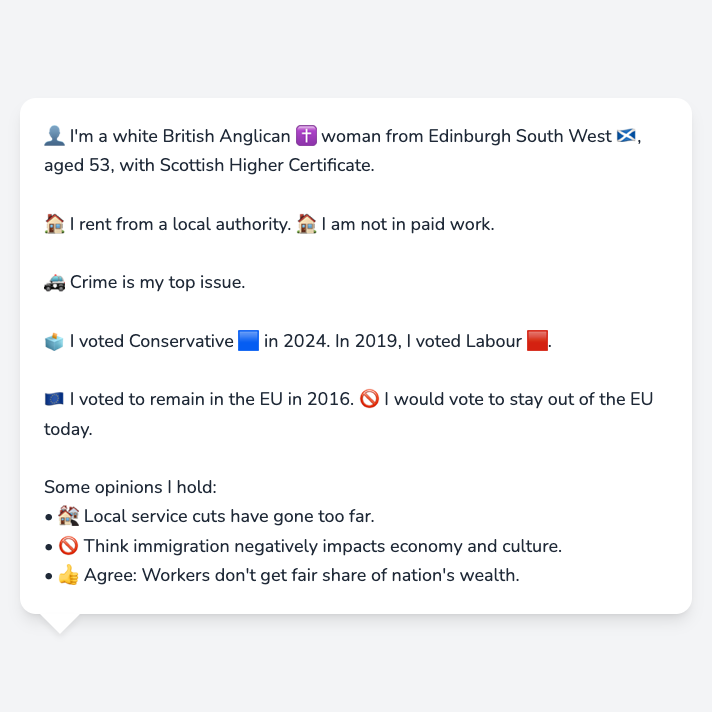 👤 I'm a white British Anglican ✝️ woman from Edinburgh South West 🏴󠁧󠁢󠁳󠁣󠁴󠁿,
aged 53, with Scottish Higher Certificate.
🏠 I rent from a local authority. 🏠 I am not in paid work.
🚓 Crime is my top issue.
🗳️ I voted Conservative 🟦 in 2024. In 2019, I voted Labour 🟥.
🇪🇺 I voted to remain in the EU in 2016. 🚫 I would vote to stay out of the EU
today.
Some opinions I hold:
• 🏚️ Local service cuts have gone too far.
• 🚫 Think immigration negatively impacts economy and culture.
• 👍 Agree: Workers don't get fair share of nation's wealth.